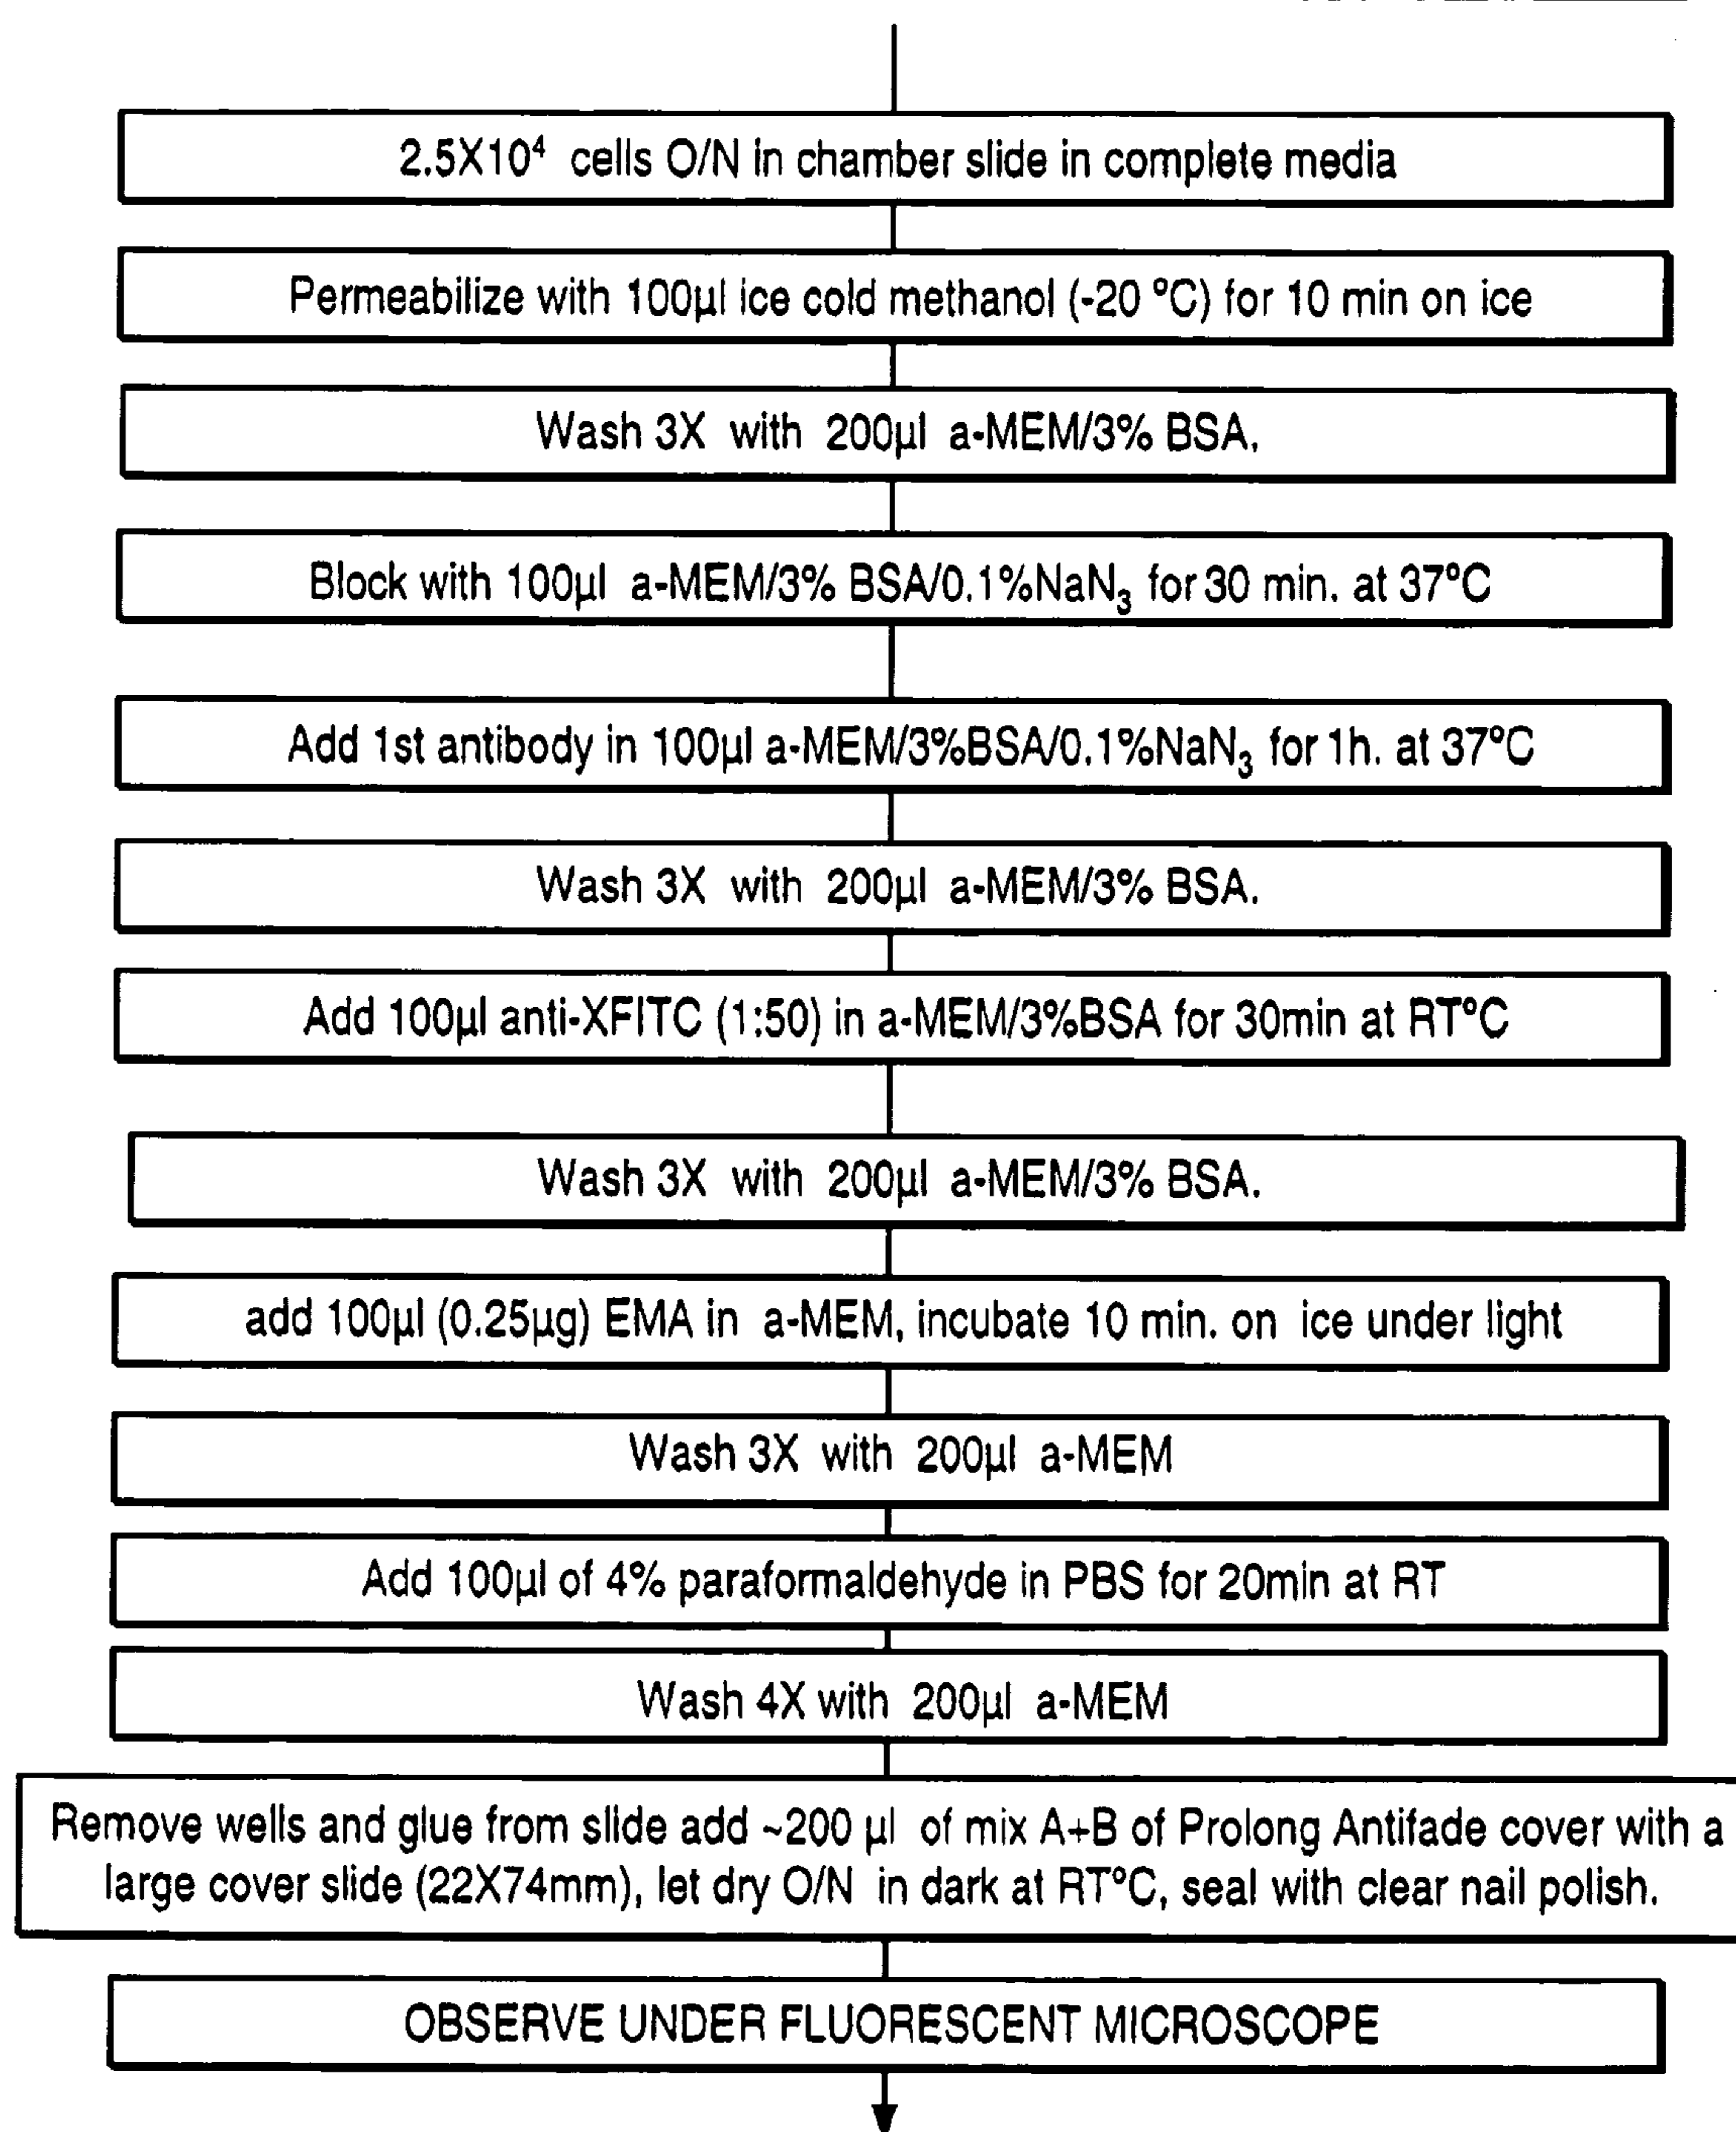 2.5X10⁴ cells O/N in chamber slide in complete media
Permeabilize with 100µl ice cold methanol (-20 ºC) for 10 min on ice
Wash 3X with 200µl a-MEM/3% BSA.
Block with 100µl a-MEM/3% BSA/0.1%NaN₃ for 30 min. at 37ºC
Add 1st antibody in 100µl a-MEM/3%BSA/0.1%NaN₃ for 1h. at 37ºC
Wash 3X with 200µl a-MEM/3% BSA.
Add 100µl anti-XFITC (1:50) in a-MEM/3%BSA for 30min at RTºC
Wash 3X with 200µl a-MEM/3% BSA.
add 100µl (0.25µg) EMA in a-MEM, incubate 10 min. on ice under light
Wash 3X with 200µl a-MEM
Add 100µl of 4% paraformaldehyde in PBS for 20min at RT
Wash 4X with 200µl a-MEM
Remove wells and glue from slide add ~200 µl of mix A+B of Prolong Antifade cover with a
large cover slide (22X74mm), let dry O/N in dark at RTºC, seal with clear nail polish.
OBSERVE UNDER FLUORESCENT MICROSCOPE